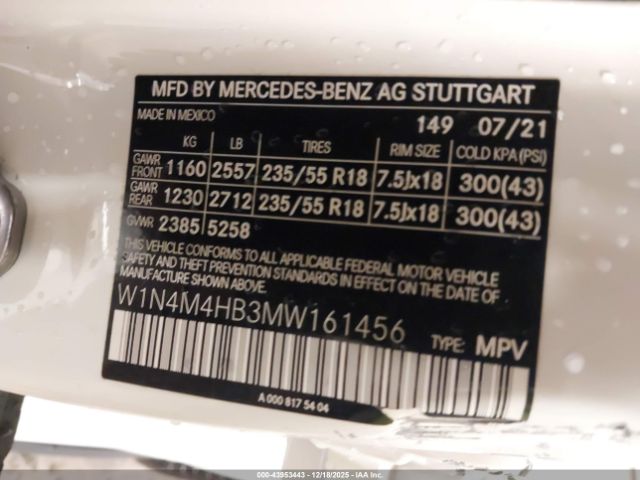 MFD BY MERCEDES-BENZ AG STUTTGART
MADE IN MEXICO 149 07/21
KG LB TIRES RIM SIZE COLD KPA (PSI)
GAWR FRONT 1160 2557 235/55 R18 7.5Jx18 300(43)
GAWR REAR 1230 2712 235/55 R18 7.5Jx18 300(43)
GVWR 2385 5258
THIS VEHICLE CONFORMS TO ALL APPLICABLE FEDERAL MOTOR VEHICLE
SAFETY AND THEFT PREVENTION STANDARDS IN EFFECT ON THE DATE OF
MANUFACTURE SHOWN ABOVE.
W1N4M4HB3MW161456
TYPE: MPV
A 000 817 54 04
000-43953443 - 12/18/2025 - IAAI.COM